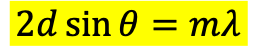 2𝑑 sin 𝜃 = 𝑚𝜆